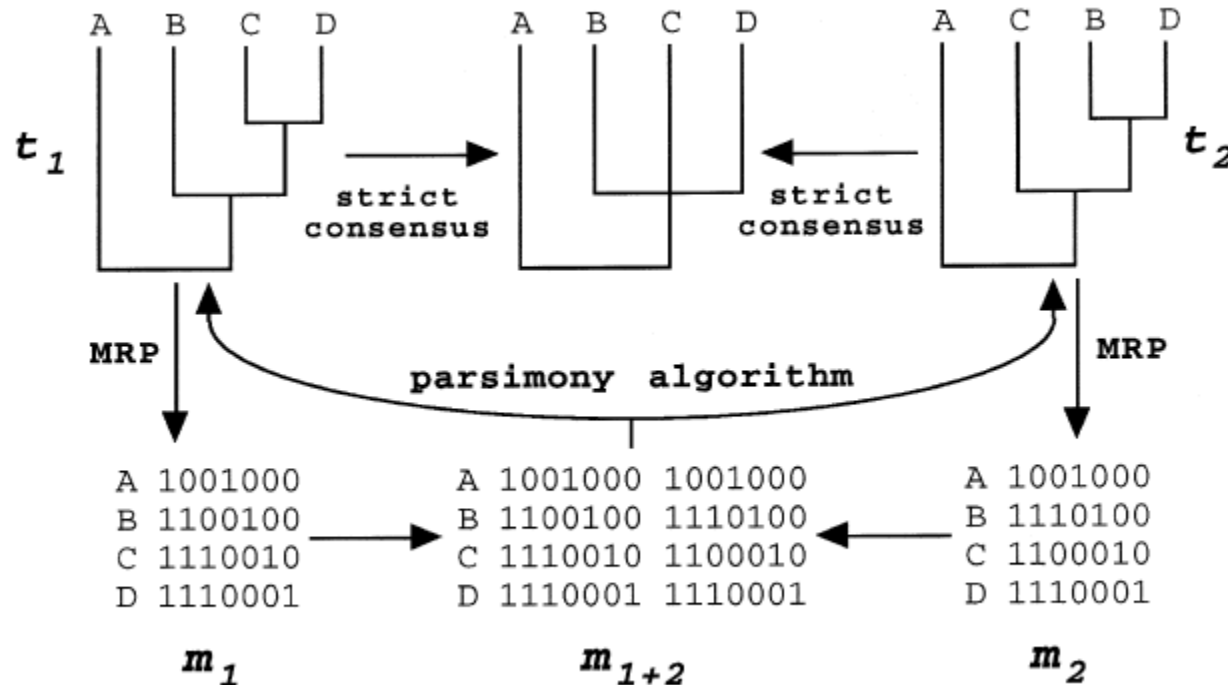 A B C D
A B C D
A C B D
t1
t2
strict
consensus
strict
consensus
MRP
MRP
parsimony algorithm
A 1001000
B 1100100
C 1110010
D 1110001
A 1001000 1001000
B 1100100 1110100
C 1110010 1100010
D 1110001 1110001
A 1001000
B 1110100
C 1100010
D 1110001
m1
m1+2
m2